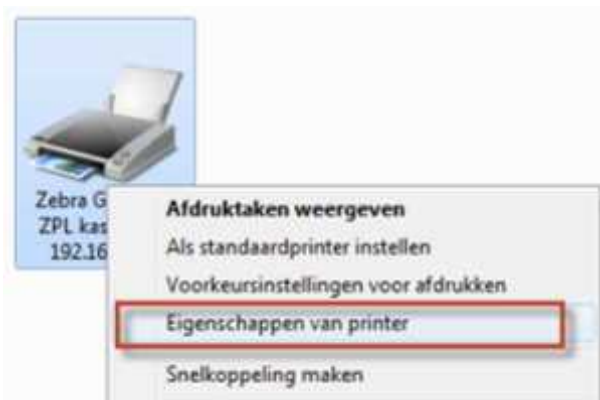 Zebra G
ZPL kas
192.16
Afdruktaken weergeven
Als standaardprinter instellen
Voorkeursinstellingen voor afdrukken
Eigenschappen van printer
Snelkoppeling maken